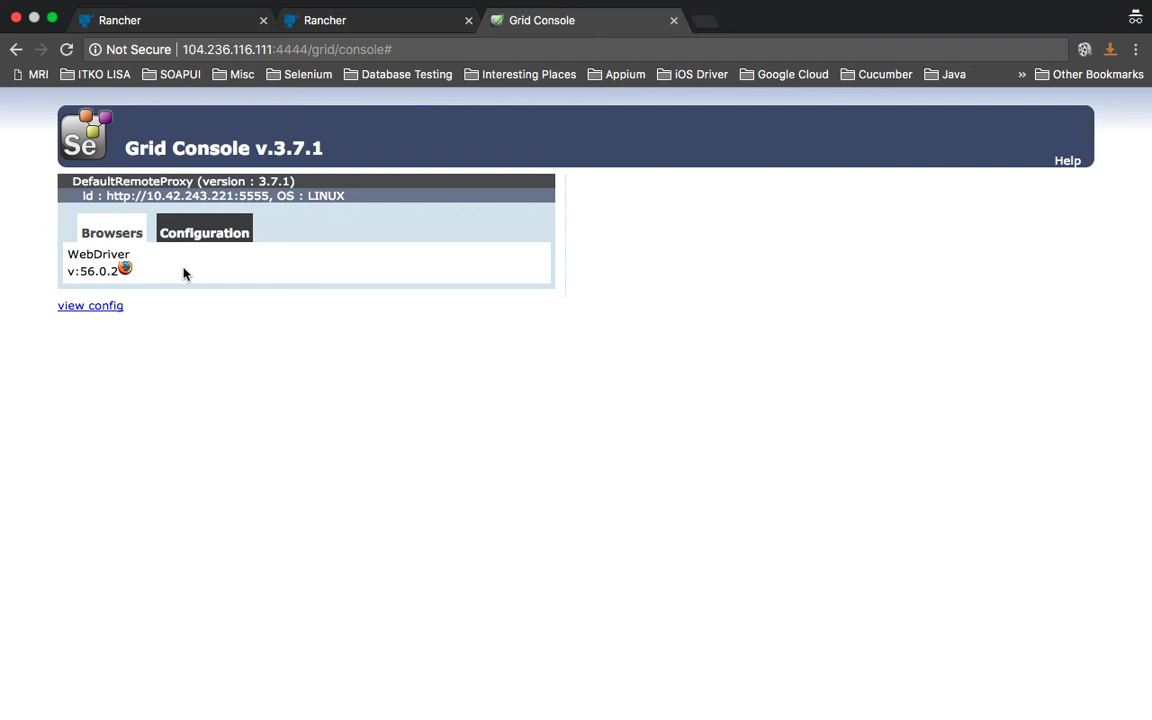 Rancher
Rancher
Grid Console
Not Secure | 104.236.116.111:4444/grid/console#
MRI ITKO LISA SOAPUI Misc Selenium Database Testing Interesting Places Appium iOS Driver Google Cloud Cucumber Java » Other Bookmarks
Se
Grid Console v.3.7.1
Help
DefaultRemoteProxy (version : 3.7.1)
id : http://10.42.243.221:5555, OS : LINUX
Browsers Configuration
WebDriver
v:56.0.2
view config